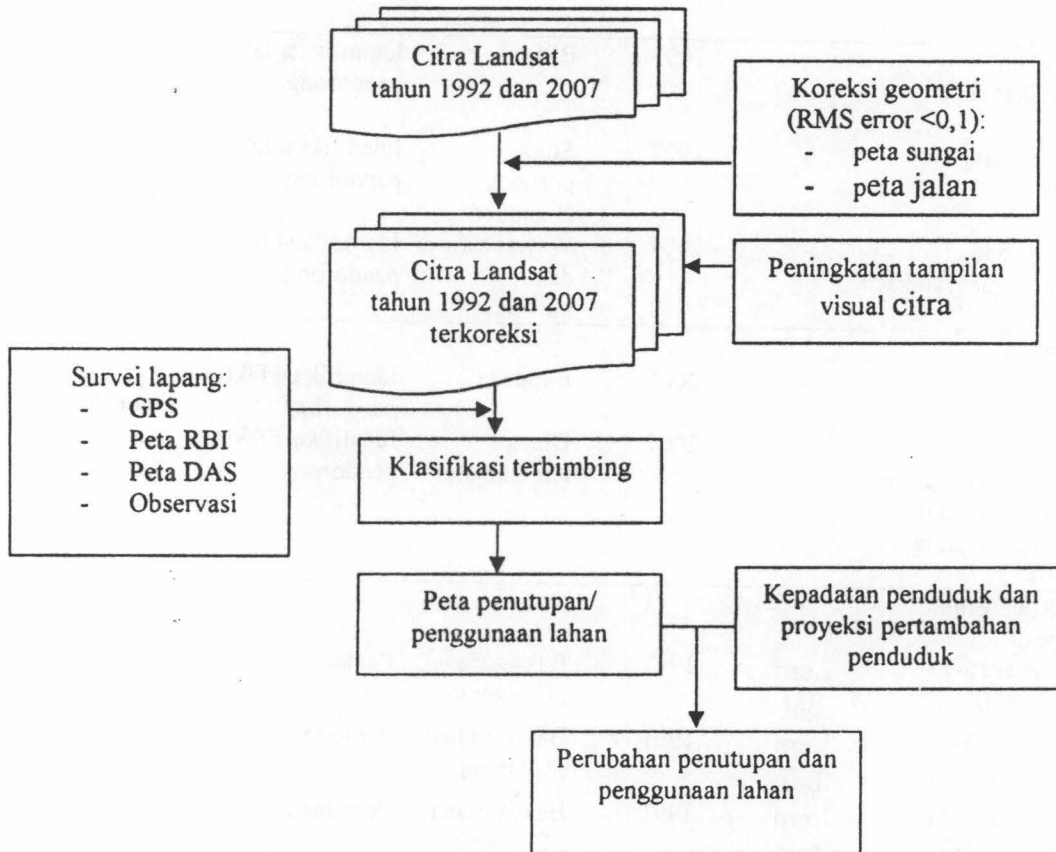 Citra Landsat
tahun 1992 dan 2007
Koreksi geometri
(RMS error <0,1):
- peta sungai
- peta jalan
Citra Landsat
tahun 1992 dan 2007
terkoreksi
Peningkatan tampilan
visual citra
Survei lapang:
- GPS
- Peta RBI
- Peta DAS
- Observasi
Klasifikasi terbimbing
Peta penutupan/
penggunaan lahan
Kepadatan penduduk dan
proyeksi pertambahan
penduduk
Perubahan penutupan dan
penggunaan lahan